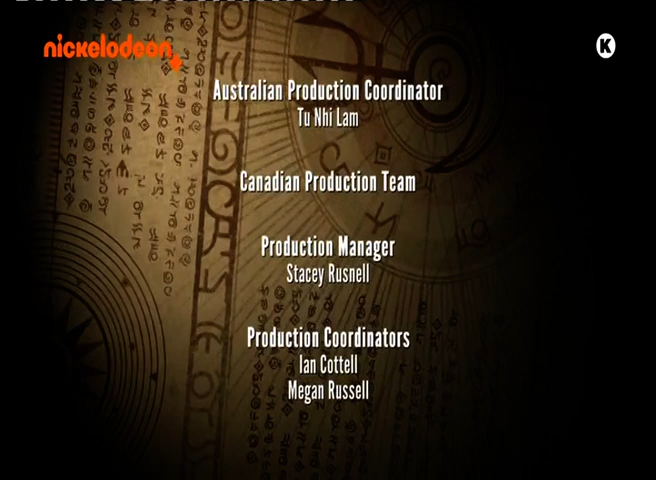 nickelodeon
K
Australian Production Coordinator
Tu Nhi Lam
Canadian Production Team
Production Manager
Stacey Rusnell
Production Coordinators
Ian Cottell
Megan Russell